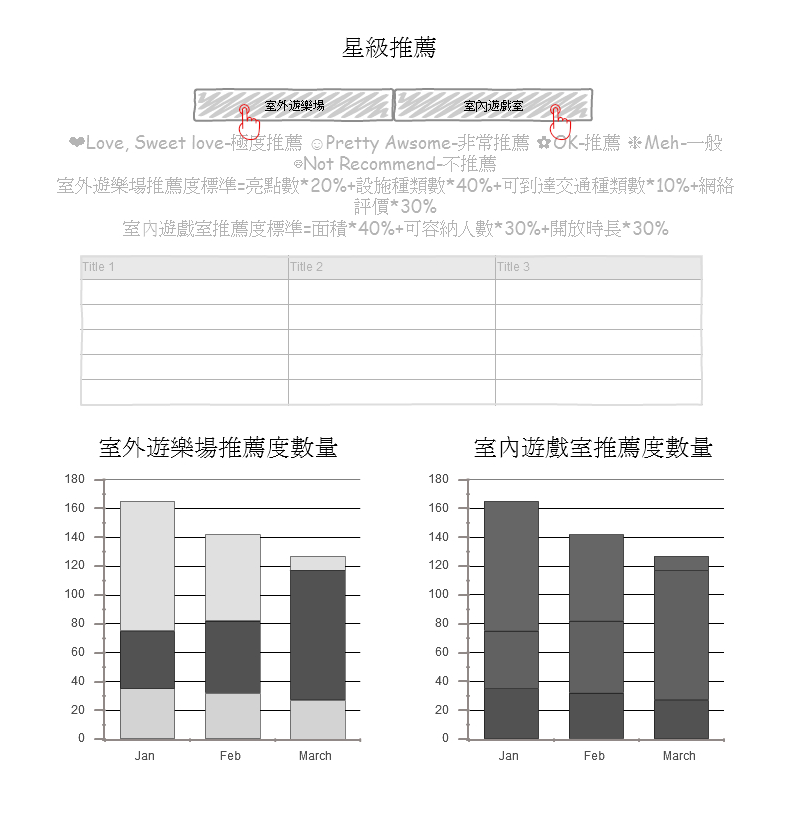 星級推薦
室外遊樂場 室內遊戲室
❤Love, Sweet love-極度推薦 ☺Pretty Awsome-非常推薦 ✿OK-推薦 ❉Meh-一般
⊜Not Recommend-不推薦
室外遊樂場推薦度標準=亮點數*20%+設施種類數*40%+可到達交通種類數*10%+網絡
評價*30%
室內遊戲室推薦度標準=面積*40%+可容納人數*30%+開放時長*30%
Title 1 Title 2 Title 3
室外遊樂場推薦度數量
180
160
140
120
100
80
60
40
20
0
Jan Feb March
室內遊戲室推薦度數量
180
160
140
120
100
80
60
40
20
0
Jan Feb March